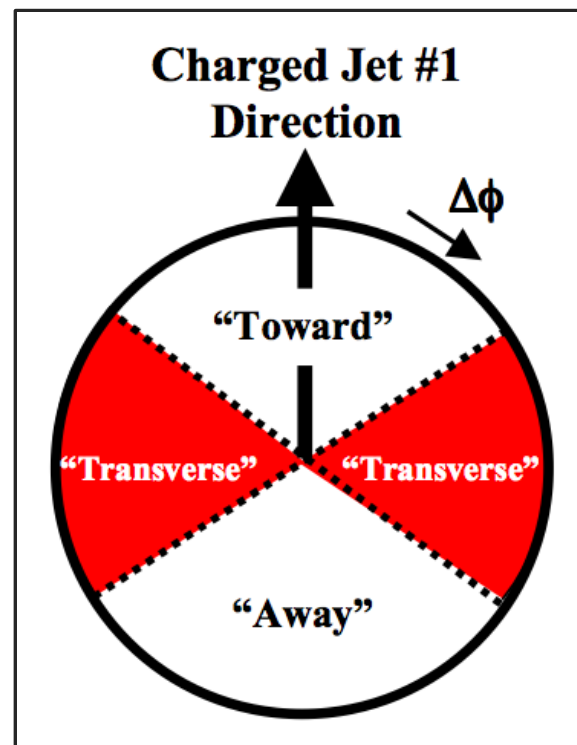 Charged Jet #1
Direction
Δϕ
“Toward”
“Transverse” “Transverse”
“Away”